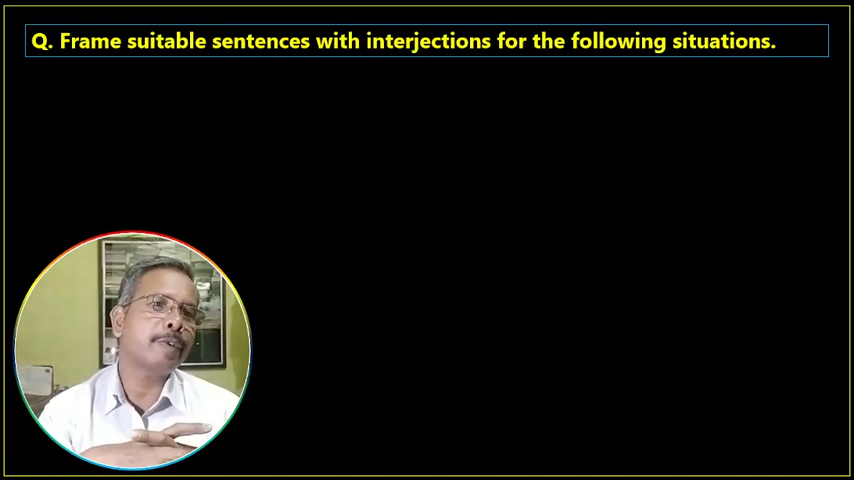 Q. Frame suitable sentences with interjections for the following situations.